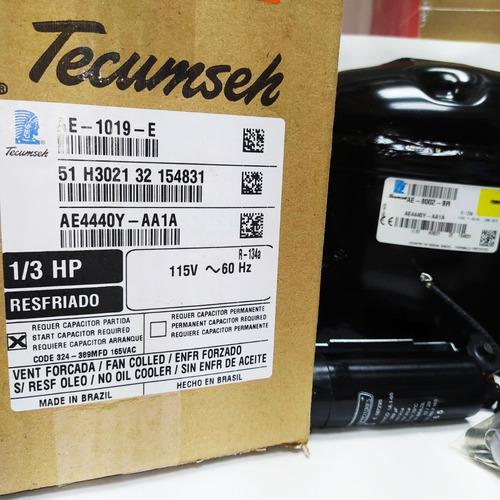 Tecumseh
®
Tecumseh
AE-1019-E
51 H3021 32 154831
AE4440Y-AA1A
1/3 HP
RESFRIADO
R-134a
115V ~60 Hz
REQUER CAPACITOR PARTIDA
START CAPACITOR REQUIRED
REQUIERE CAPACITOR ARRANQUE
CODE 324-389MFD 165VAC
REQUER CAPACITOR PERMANENTE
PERMANENT CAPACITOR REQUIRED
REQUIERE CAPACITOR PERMANENTE
VENT FORCADA / FAN COLLED / ENFR FORZADO
S/ RESF OLEO / NO OIL COOLER / SIN ENFR DE ACEITE
MADE IN BRAZIL
HECHO EN BRASIL
AE-8002-BR
AE4440Y-AA1A